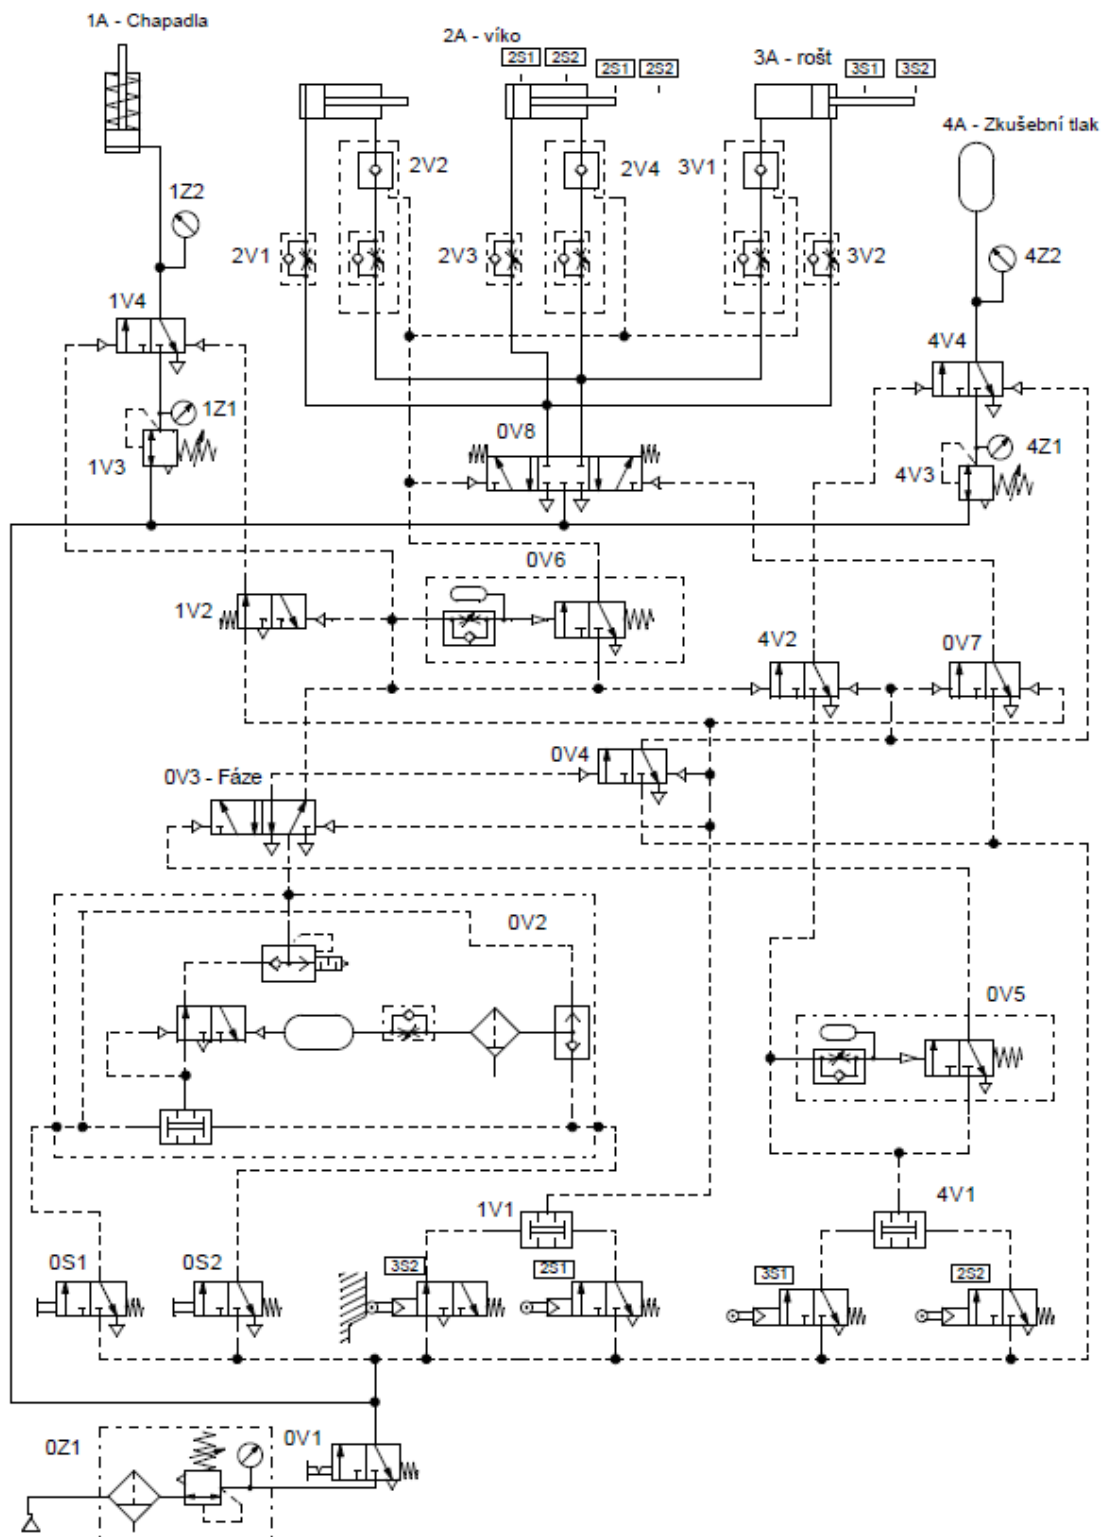 1A - Chapadla
2A - víko
2S1 2S2
2S1 2S2
3A - rošt
3S1 3S2
4A - Zkušební tlak
2V2
2V4
3V1
1Z2
2V1
2V3
3V2
4Z2
1V4
4V4
1Z1
0V8
4Z1
1V3
4V3
0V6
1V2
4V2
0V7
0V4
0V3 - Fáze
0V2
0V5
1V1
4V1
0S1
0S2
3S2
2S1
3S1
2S2
0Z1
0V1